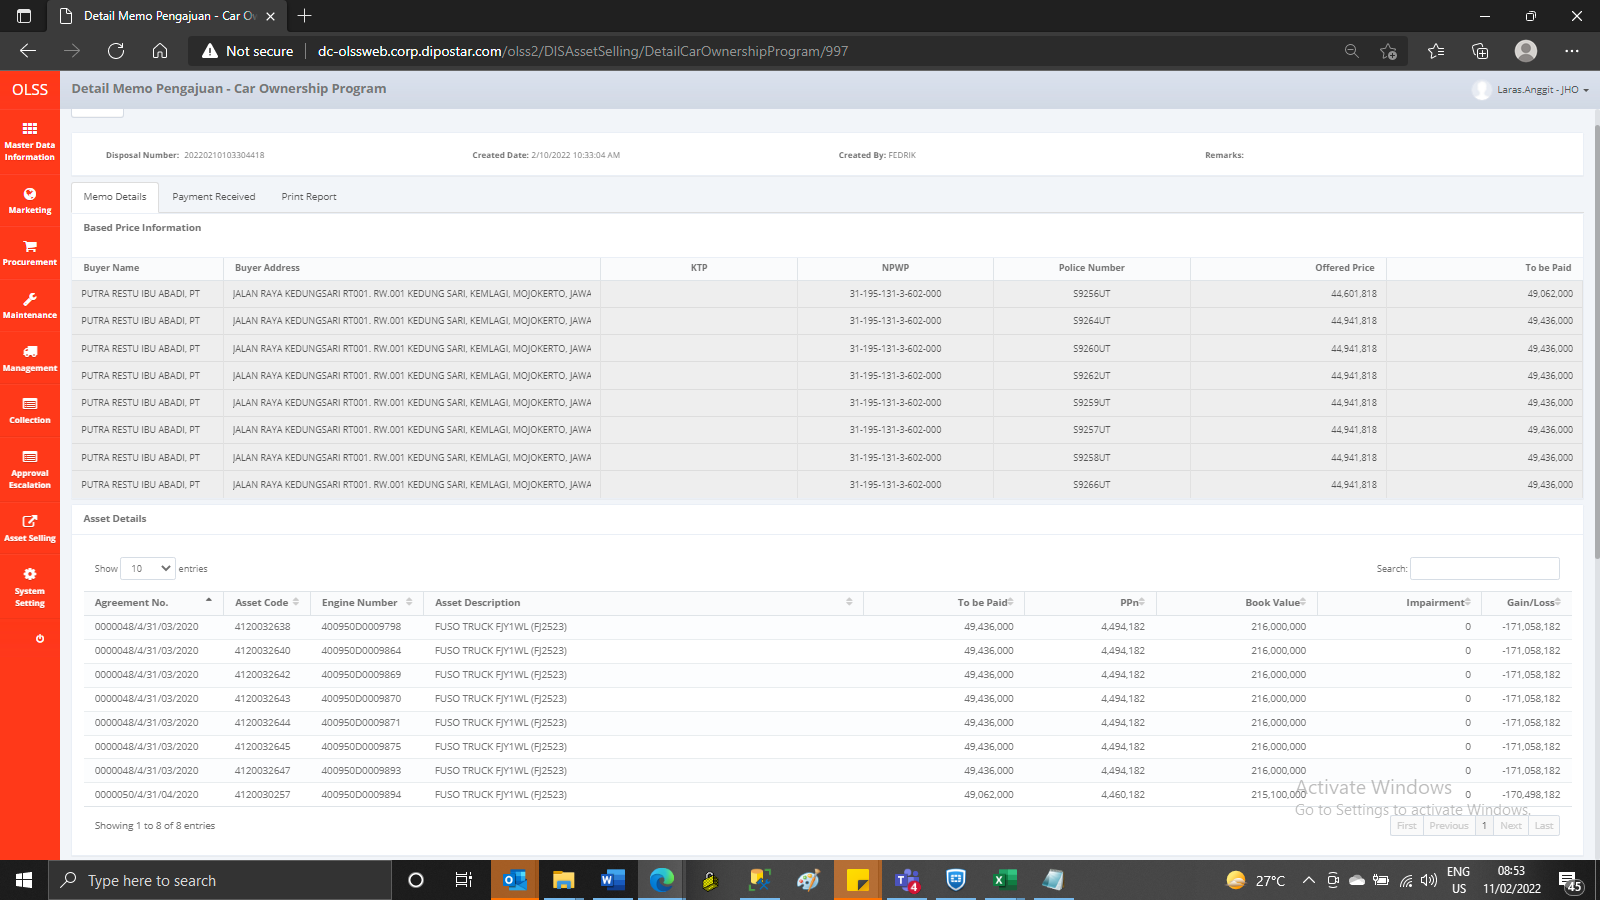 Detail Memo Pengajuan - Car Ow
Not secure dc-olssweb.corp.dipostar.com/olss2/DISAssetSelling/DetailCarOwnershipProgram/997
OLSS
Detail Memo Pengajuan - Car Ownership Program
Laras.Anggit - JHO
Master Data Information
Marketing
Procurement
Maintenance
Management
Collection
Approval Escalation
Asset Selling
System Setting
Disposal Number: 20220210103304418 Created Date: 2/10/2022 10:33:04 AM Created By: FEDRIK Remarks:
Memo Details Payment Received Print Report
Based Price Information
Buyer Name Buyer Address KTP NPWP Police Number Offered Price To be Paid
PUTRA RESTU IBU ABADI, PT JALAN RAYA KEDUNGSARI RT001. RW.001 KEDUNG SARI, KEMLAGI, MOJOKERTO, JAWA 31-195-131-3-602-000 S9256UT 44,601,818 49,062,000
PUTRA RESTU IBU ABADI, PT JALAN RAYA KEDUNGSARI RT001. RW.001 KEDUNG SARI, KEMLAGI, MOJOKERTO, JAWA 31-195-131-3-602-000 S9264UT 44,941,818 49,436,000
PUTRA RESTU IBU ABADI, PT JALAN RAYA KEDUNGSARI RT001. RW.001 KEDUNG SARI, KEMLAGI, MOJOKERTO, JAWA 31-195-131-3-602-000 S9260UT 44,941,818 49,436,000
PUTRA RESTU IBU ABADI, PT JALAN RAYA KEDUNGSARI RT001. RW.001 KEDUNG SARI, KEMLAGI, MOJOKERTO, JAWA 31-195-131-3-602-000 S9262UT 44,941,818 49,436,000
PUTRA RESTU IBU ABADI, PT JALAN RAYA KEDUNGSARI RT001. RW.001 KEDUNG SARI, KEMLAGI, MOJOKERTO, JAWA 31-195-131-3-602-000 S9259UT 44,941,818 49,436,000
PUTRA RESTU IBU ABADI, PT JALAN RAYA KEDUNGSARI RT001. RW.001 KEDUNG SARI, KEMLAGI, MOJOKERTO, JAWA 31-195-131-3-602-000 S9257UT 44,941,818 49,436,000
PUTRA RESTU IBU ABADI, PT JALAN RAYA KEDUNGSARI RT001. RW.001 KEDUNG SARI, KEMLAGI, MOJOKERTO, JAWA 31-195-131-3-602-000 S9258UT 44,941,818 49,436,000
PUTRA RESTU IBU ABADI, PT JALAN RAYA KEDUNGSARI RT001. RW.001 KEDUNG SARI, KEMLAGI, MOJOKERTO, JAWA 31-195-131-3-602-000 S9266UT 44,941,818 49,436,000
Asset Details
Show 10 entries Search:
Agreement No. Asset Code Engine Number Asset Description To be Paid PPn Book Value Impairment Gain/Loss
0000048/4/31/03/2020 4120032638 400950D0009798 FUSO TRUCK FJY1WL (FJ2523) 49,436,000 4,494,182 216,000,000 0 -171,058,182
0000048/4/31/03/2020 4120032640 400950D0009864 FUSO TRUCK FJY1WL (FJ2523) 49,436,000 4,494,182 216,000,000 0 -171,058,182
0000048/4/31/03/2020 4120032642 400950D0009869 FUSO TRUCK FJY1WL (FJ2523) 49,436,000 4,494,182 216,000,000 0 -171,058,182
0000048/4/31/03/2020 4120032643 400950D0009870 FUSO TRUCK FJY1WL (FJ2523) 49,436,000 4,494,182 216,000,000 0 -171,058,182
0000048/4/31/03/2020 4120032644 400950D0009871 FUSO TRUCK FJY1WL (FJ2523) 49,436,000 4,494,182 216,000,000 0 -171,058,182
0000048/4/31/03/2020 4120032645 400950D0009875 FUSO TRUCK FJY1WL (FJ2523) 49,436,000 4,494,182 216,000,000 0 -171,058,182
0000048/4/31/03/2020 4120032647 400950D0009893 FUSO TRUCK FJY1WL (FJ2523) 49,436,000 4,494,182 216,000,000 0 -171,058,182
0000050/4/31/04/2020 4120030257 400950D0009894 FUSO TRUCK FJY1WL (FJ2523) 49,062,000 4,460,182 215,100,000 0 -170,498,182
Activate Windows
Go to Settings to activate Windows.
Showing 1 to 8 of 8 entries First Previous 1 Next Last
Type here to search
4
27°C
ENG
US
08:53
11/02/2022
45